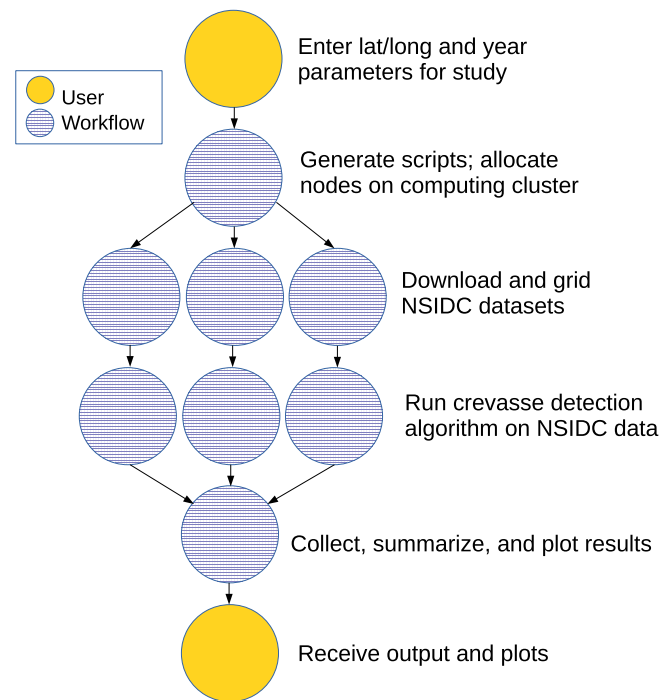 Enter lat/long and year
parameters for study
User
Workflow
Generate scripts; allocate
nodes on computing cluster
Download and grid
NSIDC datasets
Run crevasse detection
algorithm on NSIDC data
Collect, summarize, and plot results
Receive output and plots